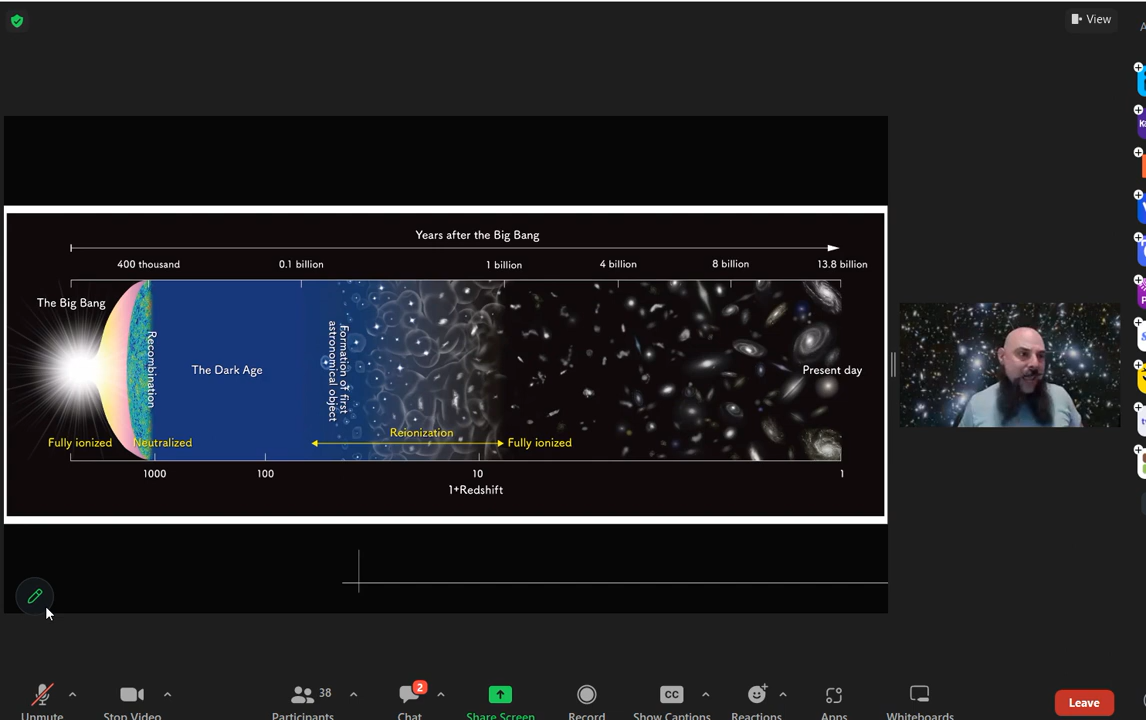 View
Years after the Big Bang
400 thousand
0.1 billion
1 billion
4 billion
8 billion
13.8 billion
The Big Bang
Recombination
The Dark Age
Formation of first
astronomical object
Present day
Reionization
Fully ionized
Neutralized
Fully ionized
1000
100
10
1
1+Redshift
38
2
CC
Unmute
Stop Video
Participants
Chat
Share Screen
Record
Show Captions
Reactions
Apps
Whiteboards
Leave